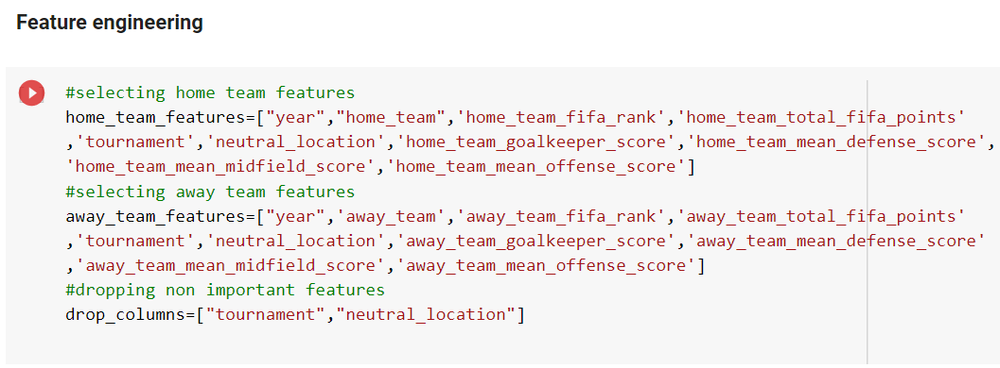 Feature engineering
#selecting home team features
home_team_features=["year","home_team",'home_team_fifa_rank','home_team_total_fifa_points'
,'tournament','neutral_location','home_team_goalkeeper_score','home_team_mean_defense_score',
'home_team_mean_midfield_score','home_team_mean_offense_score']
#selecting away team features
away_team_features=["year",'away_team','away_team_fifa_rank','away_team_total_fifa_points'
,'tournament','neutral_location','away_team_goalkeeper_score','away_team_mean_defense_score'
,'away_team_mean_midfield_score','away_team_mean_offense_score']
#dropping non important features
drop_columns=["tournament","neutral_location"]